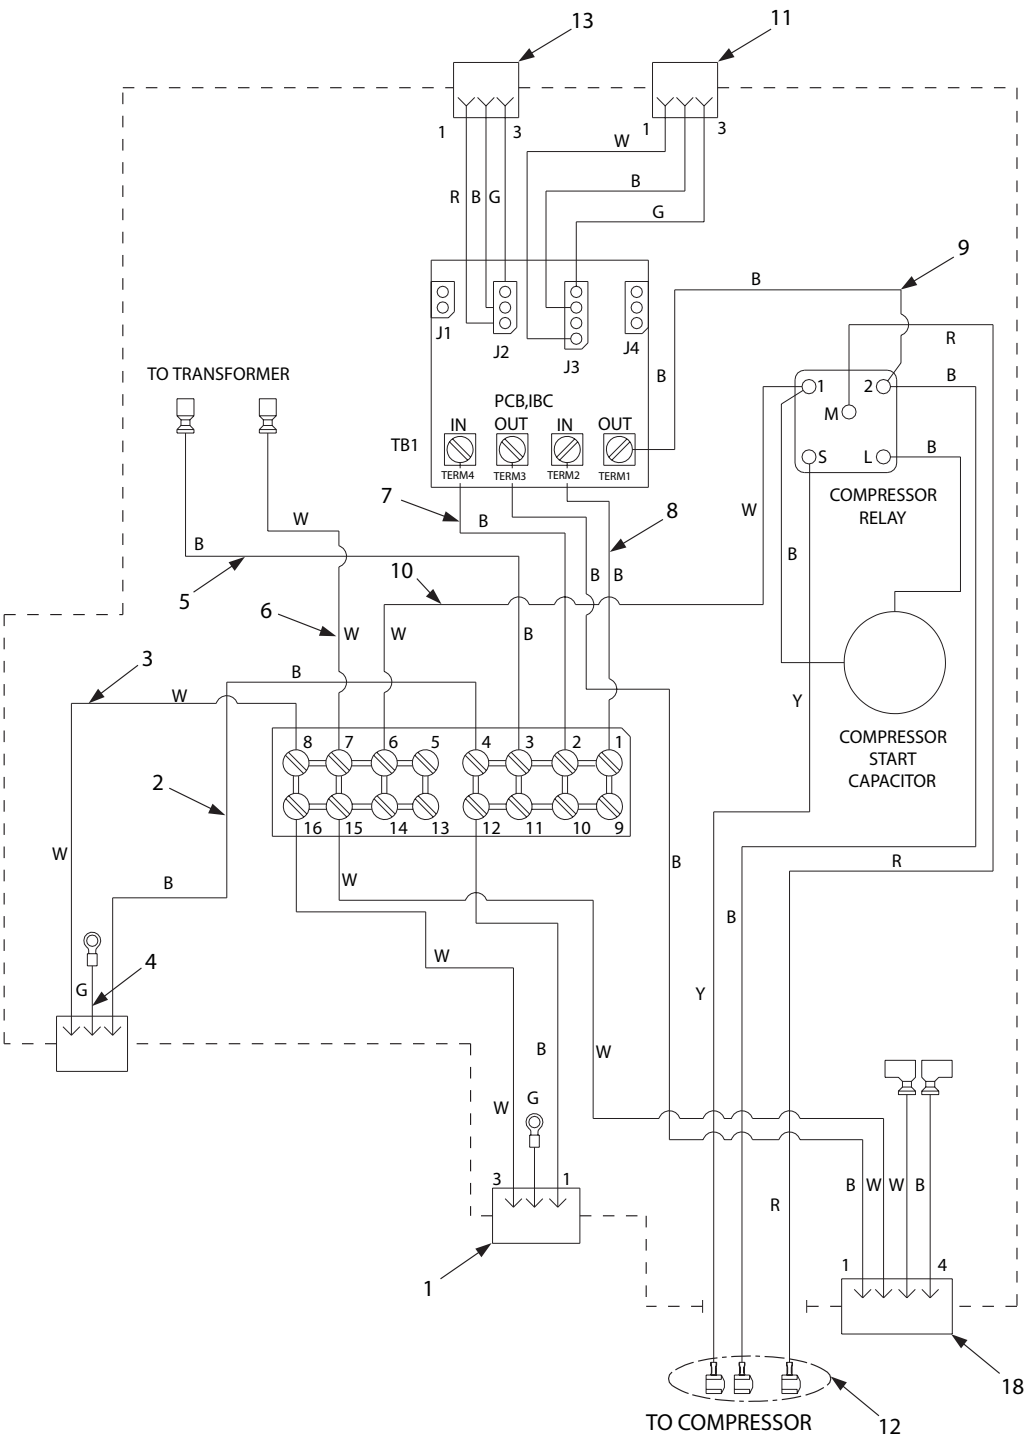 13
11
1 3
1 3
W
B
R B G
G
9
B
J1
J2
J3
J4
R
TO TRANSFORMER
B
B
1 2
M
PCB,IBC
IN OUT IN OUT
TB1
TERM4 TERM3 TERM2 TERM1
S L
B
COMPRESSOR
RELAY
7
B
8
W
W
B
B
5
10
B B
6
W W B
3
B
W
Y
COMPRESSOR
START
CAPACITOR
8 7 6 5 4 3 2 1
2
16 15 14 13 12 11 10 9
W
B
W
B
R
B
W
4
G
Y
B
W
W
G
3 1
B W W B
R
1
1 4
18
12
TO COMPRESSOR